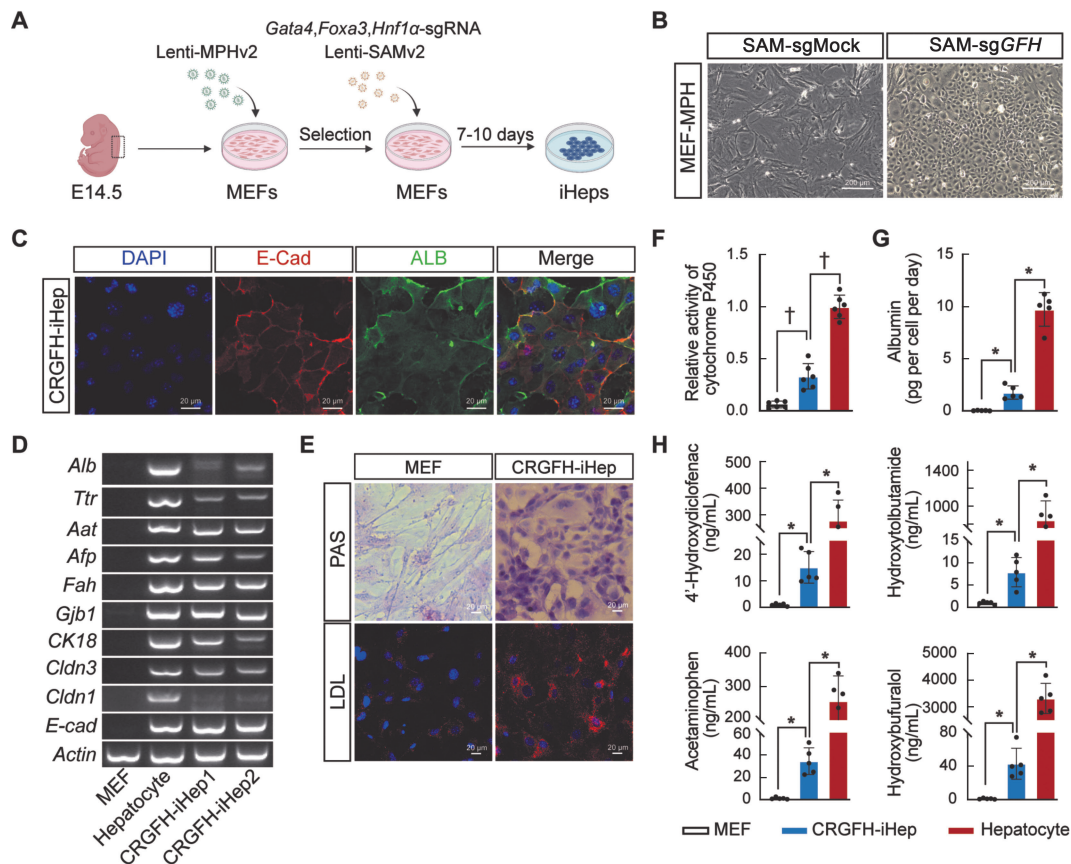 A
Gata4,Foxa3,Hnf1α-sgRNA
Lenti-MPHv2
Lenti-SAMv2
Selection
7-10 days
E14.5
MEFs
MEFs
iHeps
B
SAM-sgMock
SAM-sgGFH
MEF-MPH
200 μm
200 μm
C
DAPI
E-Cad
ALB
Merge
CRGFH-iHep
20 μm
20 μm
20 μm
20 μm
D
Alb
Ttr
Aat
Afp
Fah
Gjb1
CK18
Cldn3
Cldn1
E-cad
Actin
MEF
Hepatocyte
CRGFH-iHep1
CRGFH-iHep2
E
MEF
CRGFH-iHep
PAS
20 μm
20 μm
LDL
20 μm
20 μm
F
Relative activity of
cytochrome P450
1.5
1.0
0.5
0.0
†
†
G
Albumin
(pg per cell per day)
15
10
5
0
*
*
H
4'-Hydroxydiclofenac
(ng/mL)
500
400
300
200
20
10
0
*
*
Hydroxytolbutamide
(ng/mL)
1400
900
400
15
10
5
0
*
*
Acetaminophen
(ng/mL)
400
300
200
60
40
20
0
*
*
Hydroxybufuralol
(ng/mL)
5000
3000
80
40
0
*
*
MEF
CRGFH-iHep
Hepatocyte